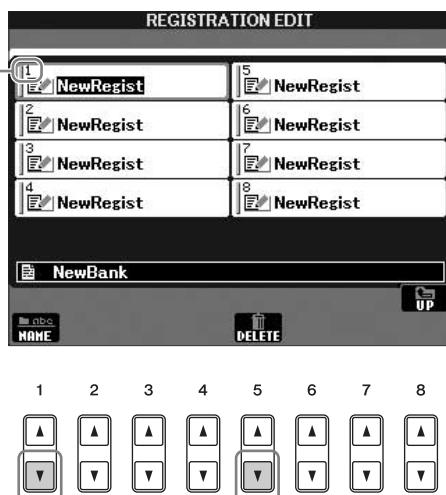 REGISTRATION EDIT
1 NewRegist
5 NewRegist
2 NewRegist
6 NewRegist
3 NewRegist
7 NewRegist
4 NewRegist
8 NewRegist
NewBank
UP
abc
NAME
DELETE
1 2 3 4 5 6 7 8